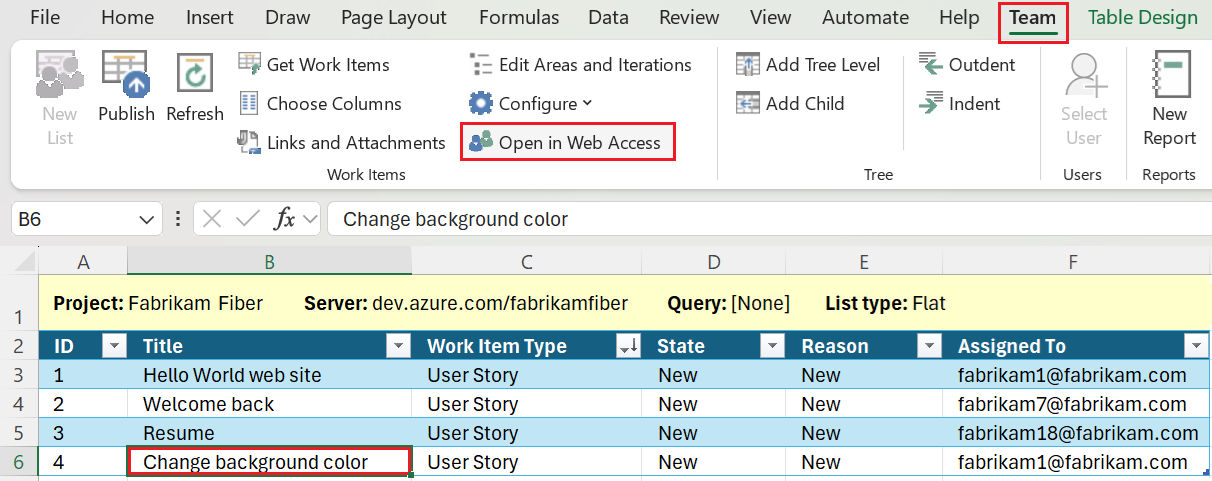 File Home Insert Draw Page Layout Formulas Data Review View Automate Help Team Table Design
New List
Publish
Refresh
Get Work Items
Choose Columns
Links and Attachments
Edit Areas and Iterations
Configure
Open in Web Access
Work Items
Add Tree Level
Add Child
Outdent
Indent
Tree
Select User
Users
New Report
Reports
B6 fx Change background color
A B C D E F
1 Project: Fabrikam Fiber Server: dev.azure.com/fabrikamfiber Query: [None] List type: Flat
2 ID Title Work Item Type State Reason Assigned To
3 1 Hello World web site User Story New New fabrikam1@fabrikam.com
4 2 Welcome back User Story New New fabrikam7@fabrikam.com
5 3 Resume User Story New New fabrikam18@fabrikam.com
6 4 Change background color User Story New New fabrikam1@fabrikam.com